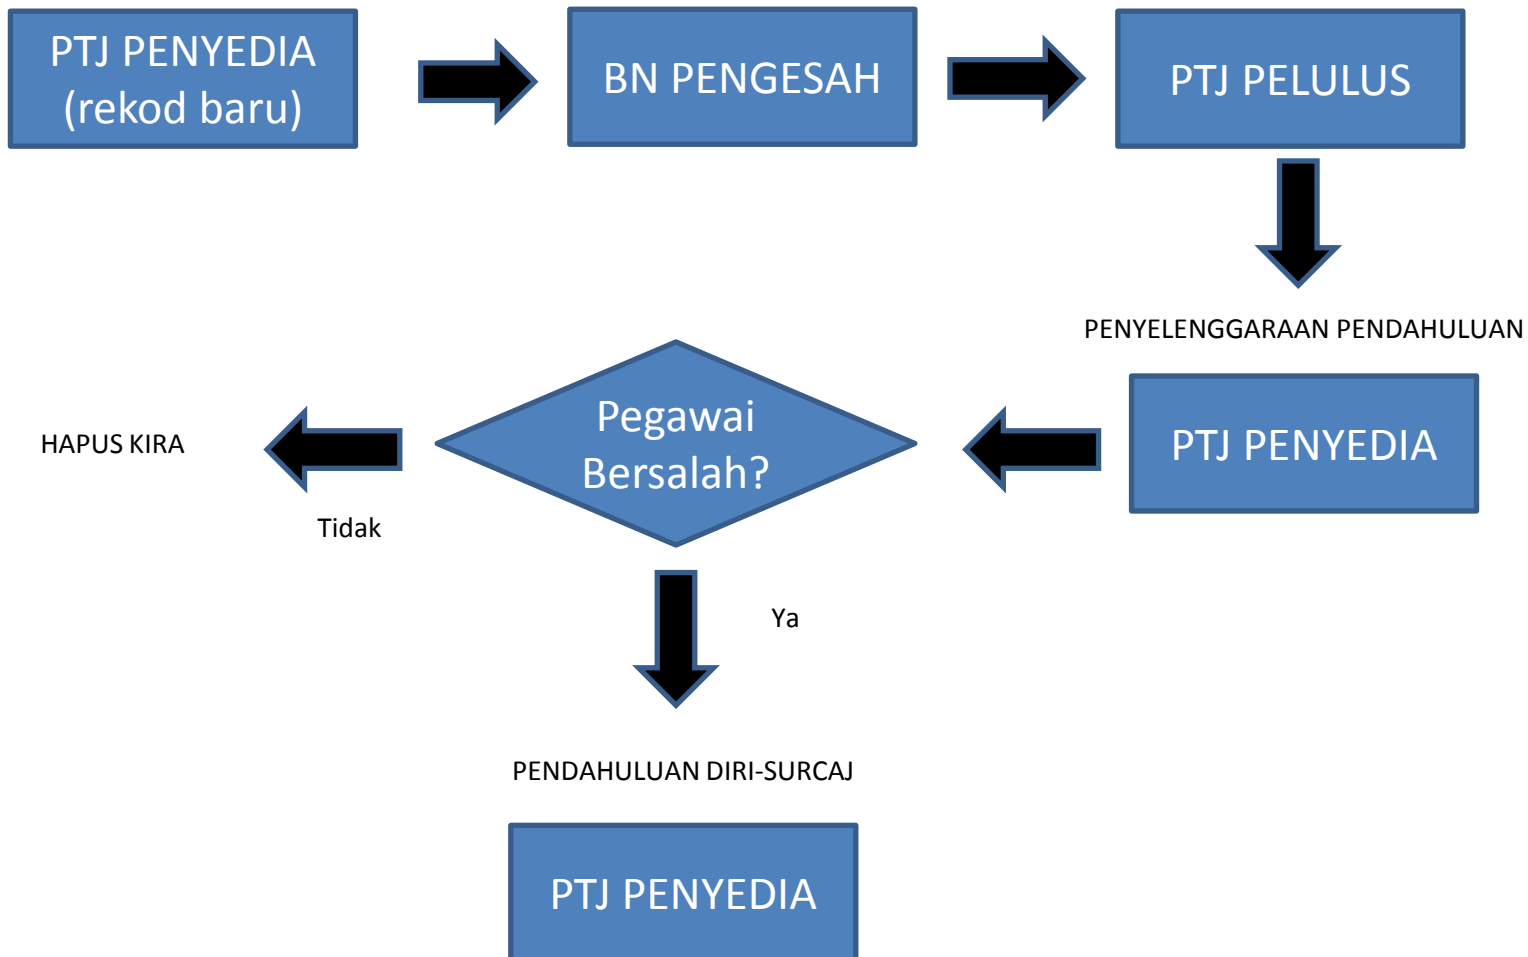 PTJ PENYEDIA
(rekod baru)
BN PENGESAH
PTJ PELULUS
PENYELENGGARAAN PENDAHULUAN
PTJ PENYEDIA
Pegawai
Bersalah?
HAPUS KIRA
Tidak
Ya
PENDAHULUAN DIRI-SURCAJ
PTJ PENYEDIA